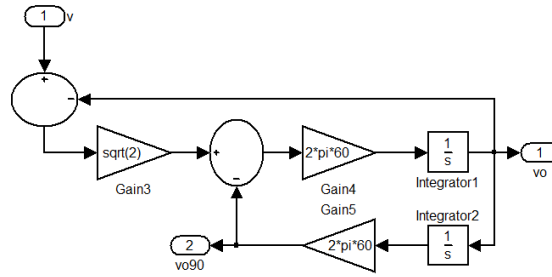 1
v
+
-
sqrt(2)
Gain3
+
-
2*pi*60
Gain4
1
s
Integrator1
1
vo
Gain5
2*pi*60
Integrator2
1
s
2
vo90